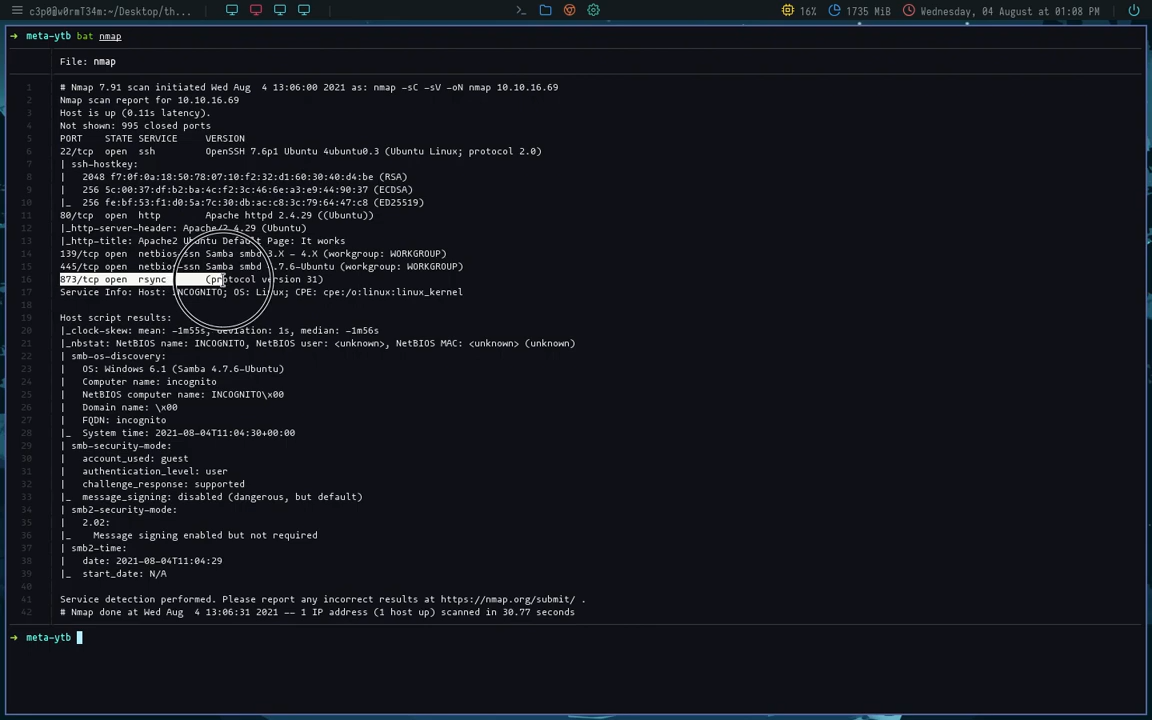 c3p0@w0rmT34m:~/Desktop/th... 16% 1735 MiB Wednesday, 04 August at 01:08 PM
→ meta-ytb bat nmap
File: nmap
1 # Nmap 7.91 scan initiated Wed Aug  4 13:06:00 2021 as: nmap -sC -sV -oN nmap 10.10.16.69
2 Nmap scan report for 10.10.16.69
3 Host is up (0.11s latency).
4 Not shown: 995 closed ports
5 PORT    STATE SERVICE     VERSION
6 22/tcp  open  ssh         OpenSSH 7.6p1 Ubuntu 4ubuntu0.3 (Ubuntu Linux; protocol 2.0)
7 | ssh-hostkey:
8 |   2048 f7:0f:0a:18:50:78:07:10:f2:32:d1:60:30:40:d4:be (RSA)
9 |   256 5c:00:37:df:b2:ba:4c:f2:3c:46:6e:a3:e9:44:90:37 (ECDSA)
10 |_  256 fe:bf:53:f1:d0:5a:7c:30:db:ac:c8:3c:79:64:47:c8 (ED25519)
11 80/tcp  open  http        Apache httpd 2.4.29 ((Ubuntu))
12 |_http-server-header: Apache/2.4.29 (Ubuntu)
13 |_http-title: Apache2 Ubuntu Default Page: It works
14 139/tcp open  netbios-ssn Samba smbd 3.X - 4.X (workgroup: WORKGROUP)
15 445/tcp open  netbios-ssn Samba smbd 4.7.6-Ubuntu (workgroup: WORKGROUP)
16 873/tcp open  rsync       (protocol version 31)
17 Service Info: Host: INCOGNITO; OS: Linux; CPE: cpe:/o:linux:linux_kernel
18
19 Host script results:
20 |_clock-skew: mean: -1m55s, deviation: 1s, median: -1m56s
21 |_nbstat: NetBIOS name: INCOGNITO, NetBIOS user: <unknown>, NetBIOS MAC: <unknown> (unknown)
22 | smb-os-discovery:
23 |   OS: Windows 6.1 (Samba 4.7.6-Ubuntu)
24 |   Computer name: incognito
25 |   NetBIOS computer name: INCOGNITO\x00
26 |   Domain name: \x00
27 |   FQDN: incognito
28 |_  System time: 2021-08-04T11:04:30+00:00
29 | smb-security-mode:
30 |   account_used: guest
31 |   authentication_level: user
32 |   challenge_response: supported
33 |_  message_signing: disabled (dangerous, but default)
34 | smb2-security-mode:
35 |   2.02:
36 |_    Message signing enabled but not required
37 | smb2-time:
38 |   date: 2021-08-04T11:04:29
39 |_  start_date: N/A
40
41 Service detection performed. Please report any incorrect results at https://nmap.org/submit/ .
42 # Nmap done at Wed Aug  4 13:06:31 2021 -- 1 IP address (1 host up) scanned in 30.77 seconds
→ meta-ytb